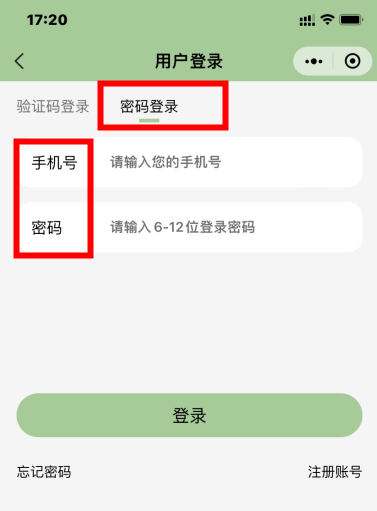 17:20
用户登录
验证码登录 密码登录
手机号 请输入您的手机号
密码 请输入6-12位登录密码
登录
忘记密码 注册账号